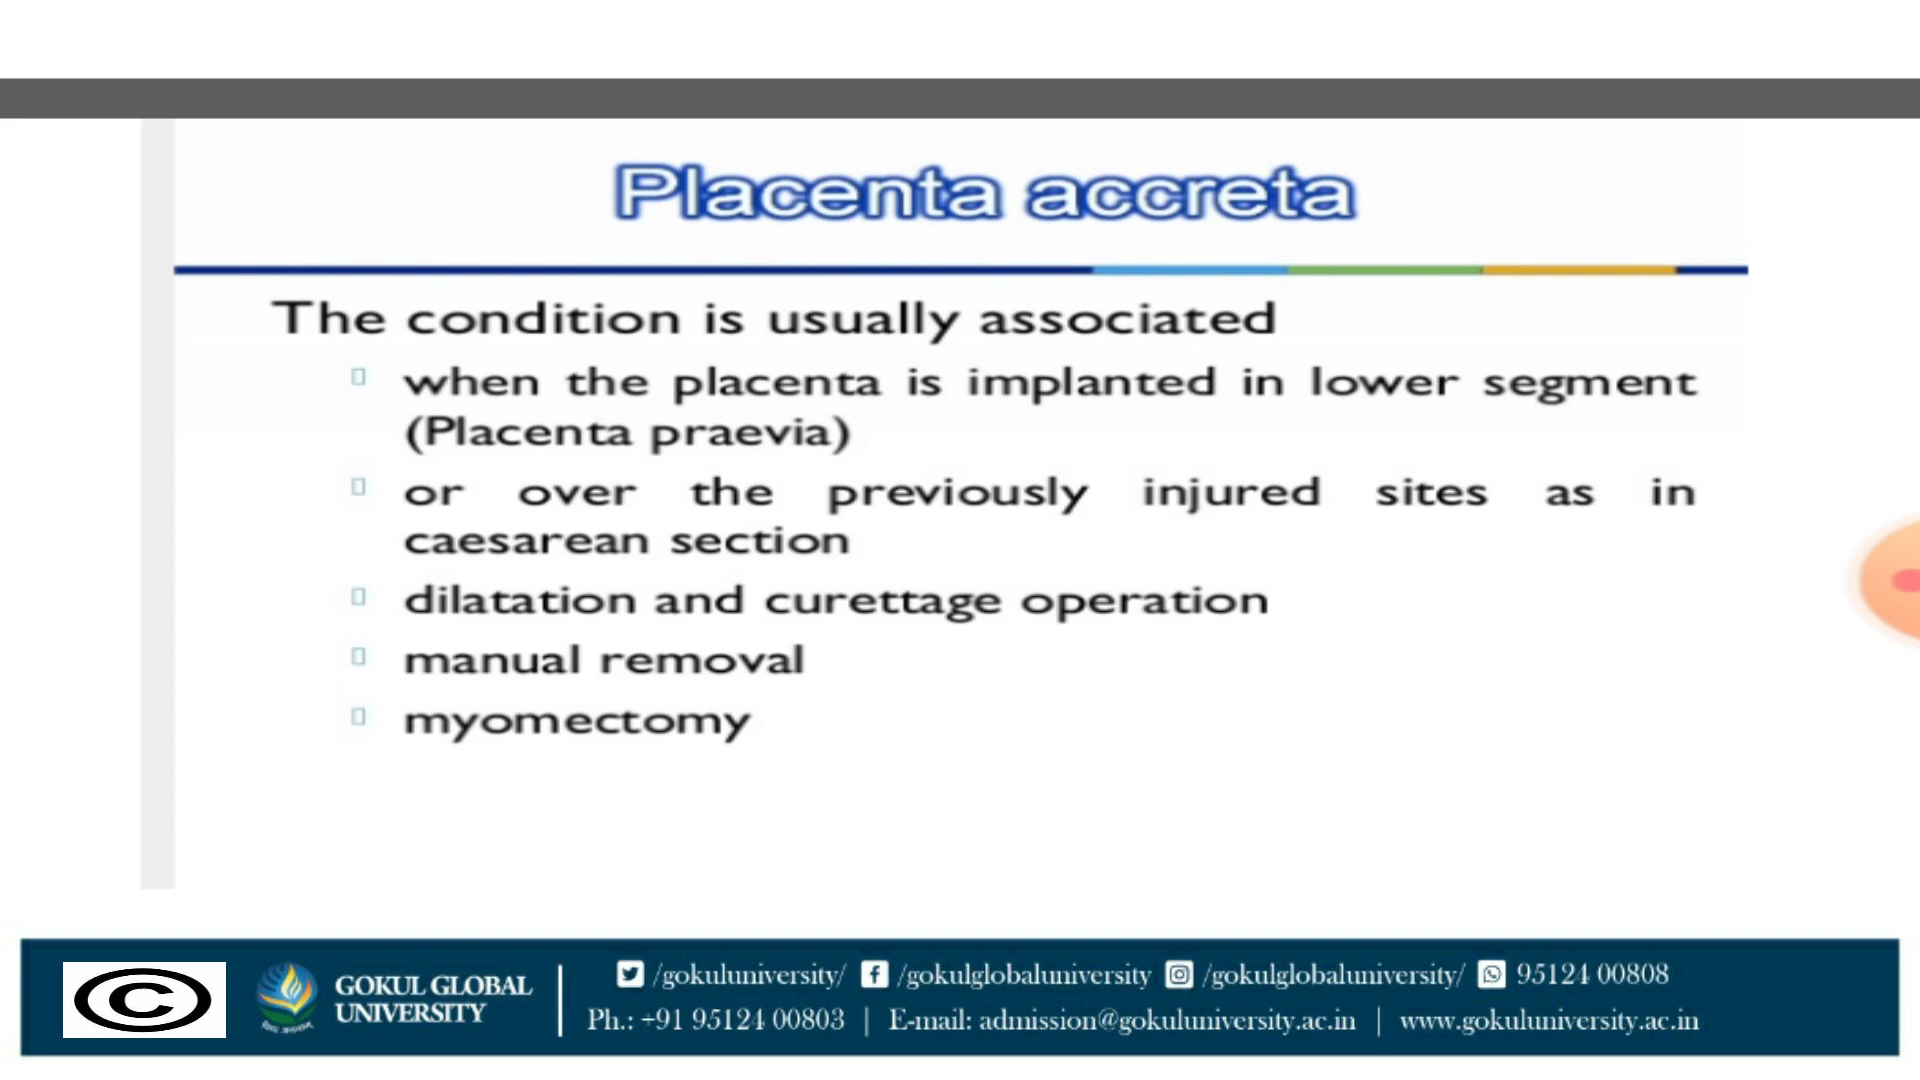 Placenta accreta
The condition is usually associated
when the placenta is implanted in lower segment
(Placenta praevia)
or over the previously injured sites as in
caesarean section
dilatation and curettage operation
manual removal
myomectomy
©
GOKUL GLOBAL
UNIVERSITY
/gokuluniversity/ /gokulglobaluniversity /gokulglobaluniversity/ 95124 00808
Ph.: +91 95124 00803 | E-mail: admission@gokuluniversity.ac.in | www.gokuluniversity.ac.in